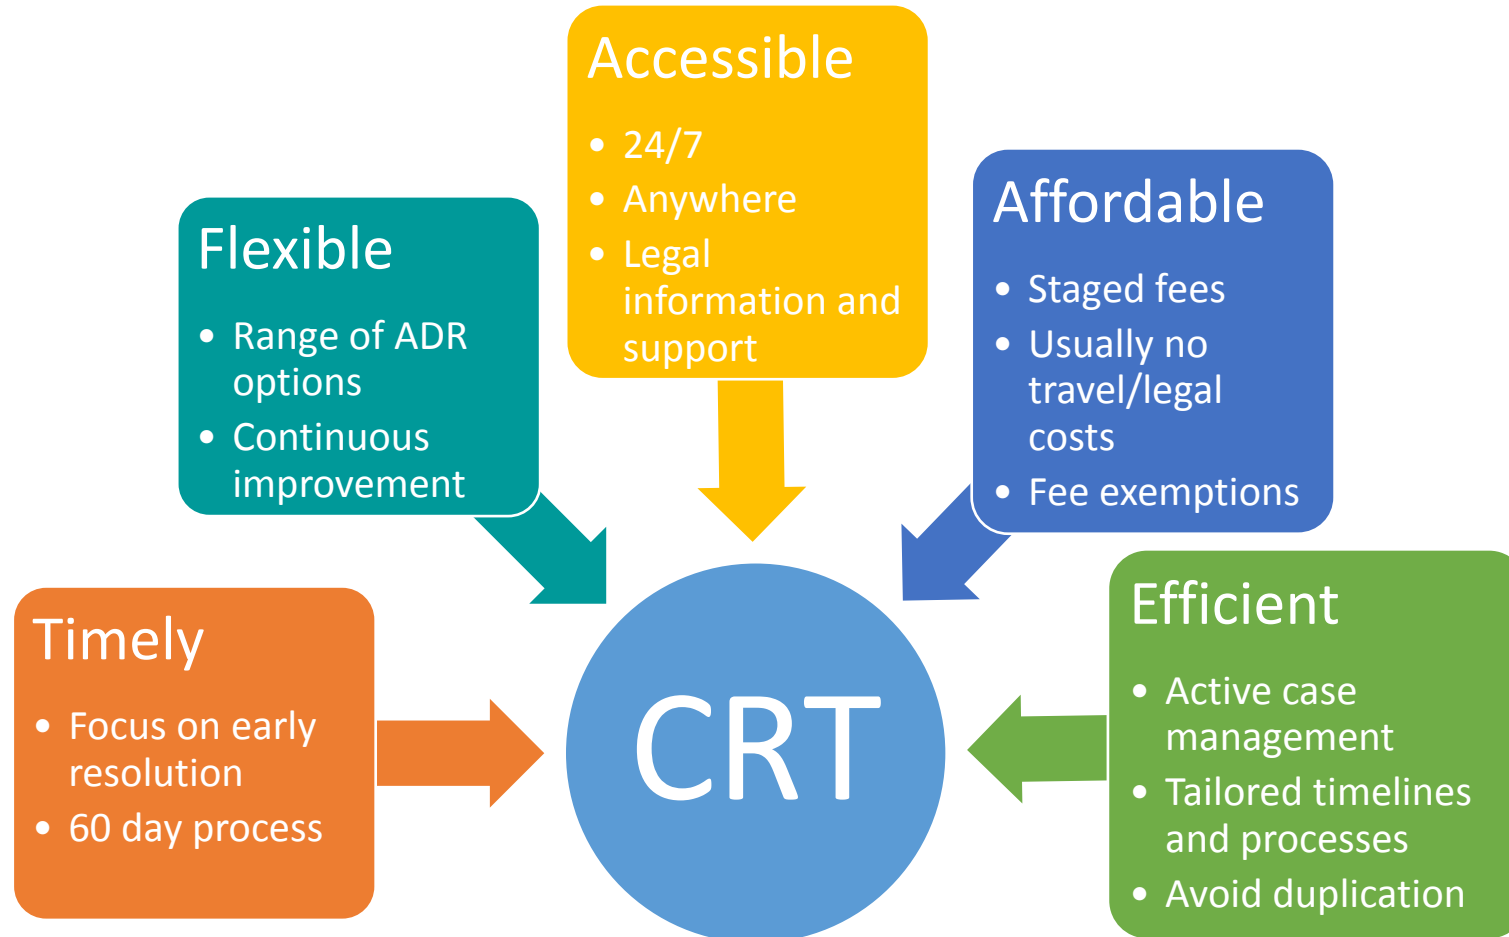 Accessible
• 24/7
• Anywhere
• Legal
information and
support
Affordable
• Staged fees
• Usually no
travel/legal
costs
• Fee exemptions
Flexible
• Range of ADR
options
• Continuous
improvement
Timely
• Focus on early
resolution
• 60 day process
Efficient
• Active case
management
• Tailored timelines
and processes
• Avoid duplication
CRT